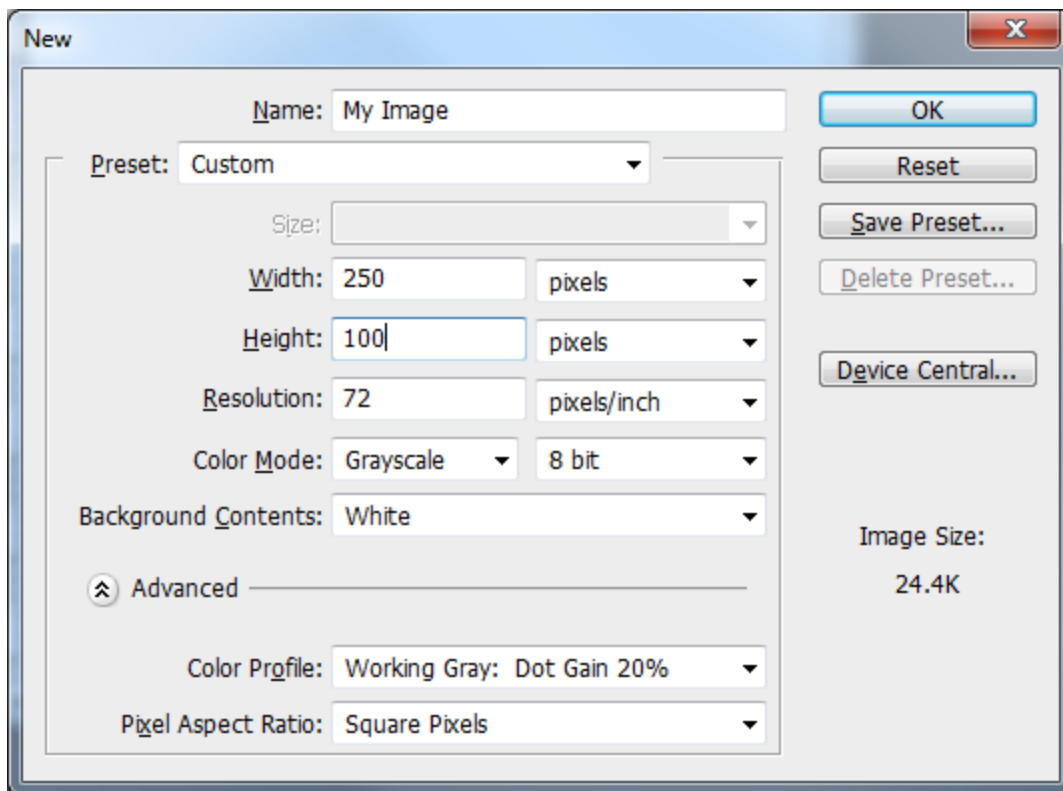 New
Name: My Image
OK
Preset: Custom
Reset
Size:
Save Preset...
Width: 250 pixels
Delete Preset...
Height: 100 pixels
Device Central...
Resolution: 72 pixels/inch
Color Mode: Grayscale 8 bit
Background Contents: White
Image Size:
24.4K
Advanced
Color Profile: Working Gray: Dot Gain 20%
Pixel Aspect Ratio: Square Pixels